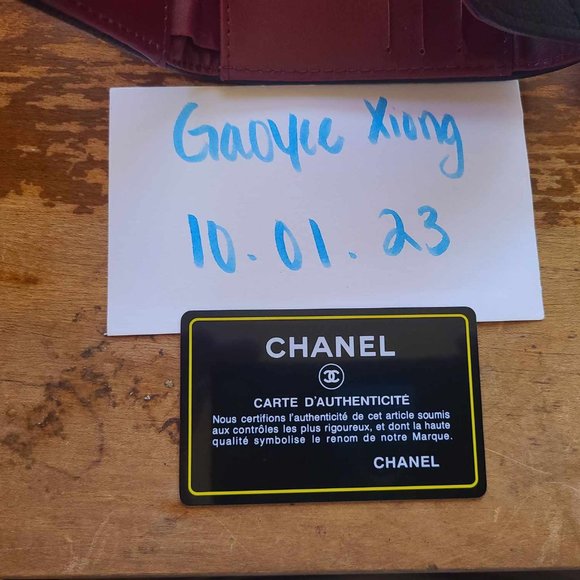 Gaoyee Xiong
10.01.23
CHANEL
CARTE D'AUTHENTICITÉ
Nous certifions l'authenticité de cet article soumis
aux contrôles les plus rigoureux, et dont la haute
qualité symbolise le renom de notre Marque.
CHANEL